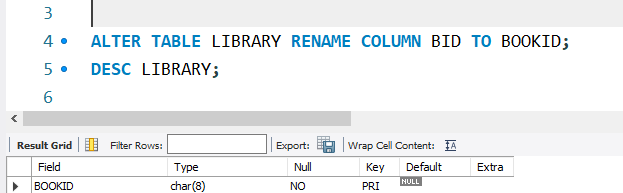 3
4 ALTER TABLE LIBRARY RENAME COLUMN BID TO BOOKID;
5 DESC LIBRARY;
6
Result Grid Filter Rows: Export: Wrap Cell Content: IA
Field Type Null Key Default Extra
BOOKID char(8) NO PRI NULL